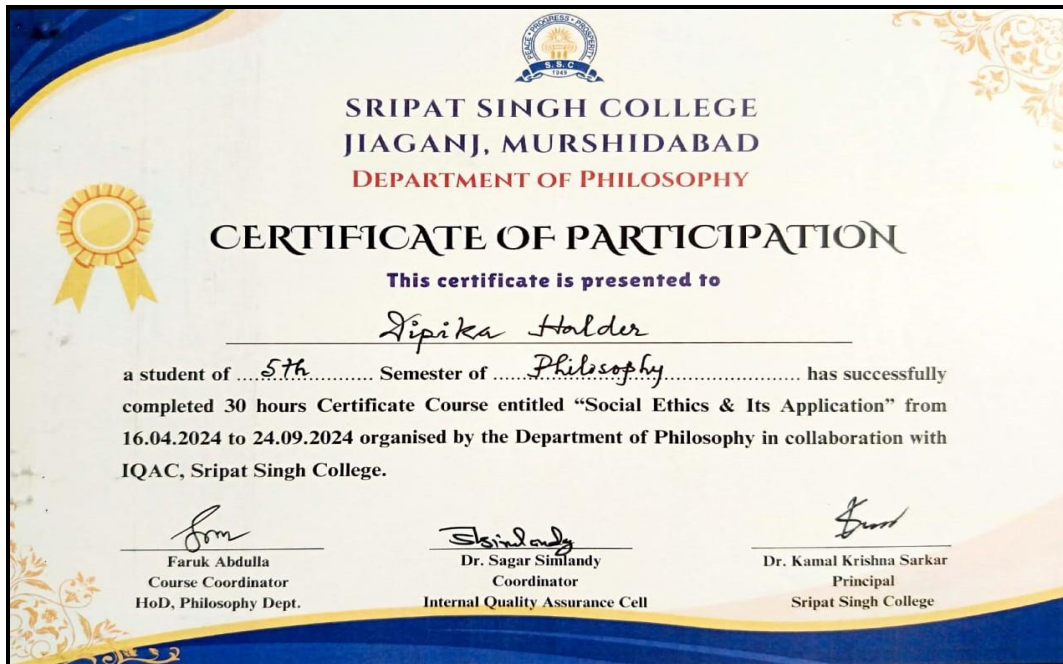 PEACE • PROGRESS • PROSPERITY
S. S. C
1949
SRIPAT SINGH COLLEGE
JIAGANJ, MURSHIDABAD
DEPARTMENT OF PHILOSOPHY
CERTIFICATE OF PARTICIPATION
This certificate is presented to
Dipika Halder
a student of ....5th............. Semester of ......Philosophy....................... has successfully
completed 30 hours Certificate Course entitled “Social Ethics & Its Application” from
16.04.2024 to 24.09.2024 organised by the Department of Philosophy in collaboration with
IQAC, Sripat Singh College.
Faruk Abdulla
Course Coordinator
HoD, Philosophy Dept.
SSimlandy
Dr. Sagar Simlandy
Coordinator
Internal Quality Assurance Cell
Dr. Kamal Krishna Sarkar
Principal
Sripat Singh College